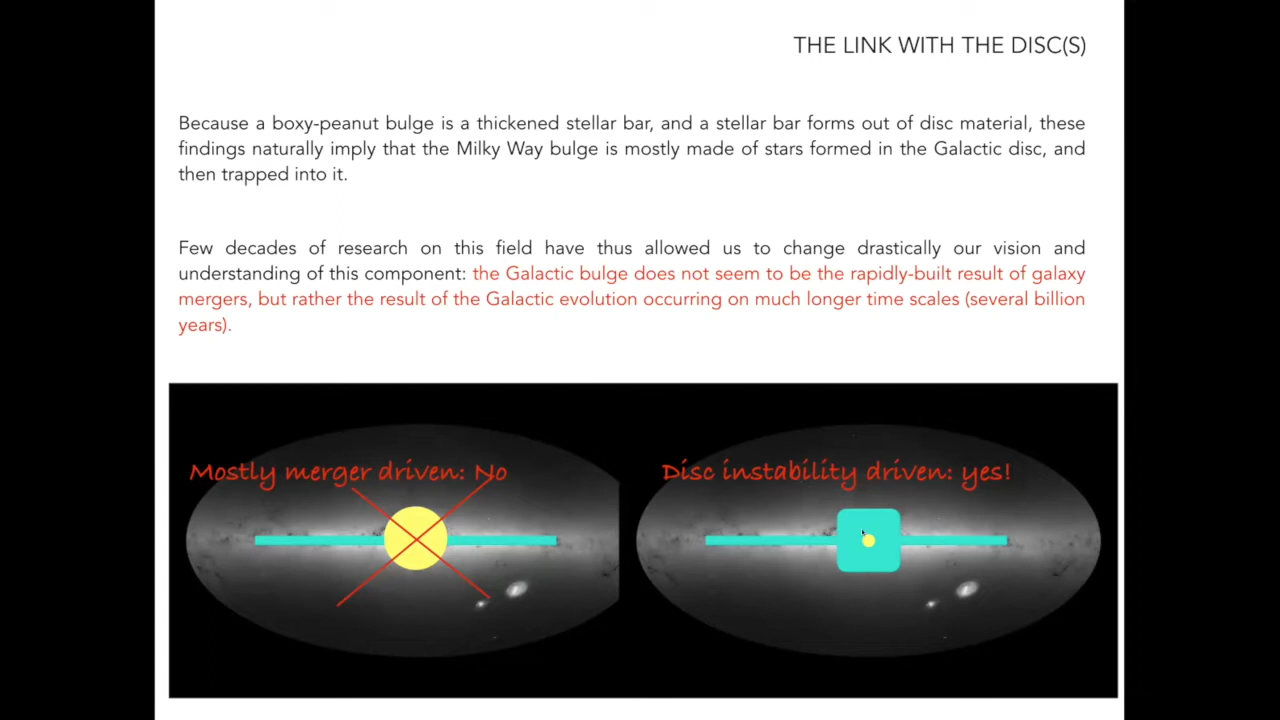 THE LINK WITH THE DISC(S)
Because a boxy-peanut bulge is a thickened stellar bar, and a stellar bar forms out of disc material, these
findings naturally imply that the Milky Way bulge is mostly made of stars formed in the Galactic disc, and
then trapped into it.
Few decades of research on this field have thus allowed us to change drastically our vision and
understanding of this component: the Galactic bulge does not seem to be the rapidly-built result of galaxy
mergers, but rather the result of the Galactic evolution occurring on much longer time scales (several billion
years).
Mostly merger driven: No
Disc instability driven: yes!